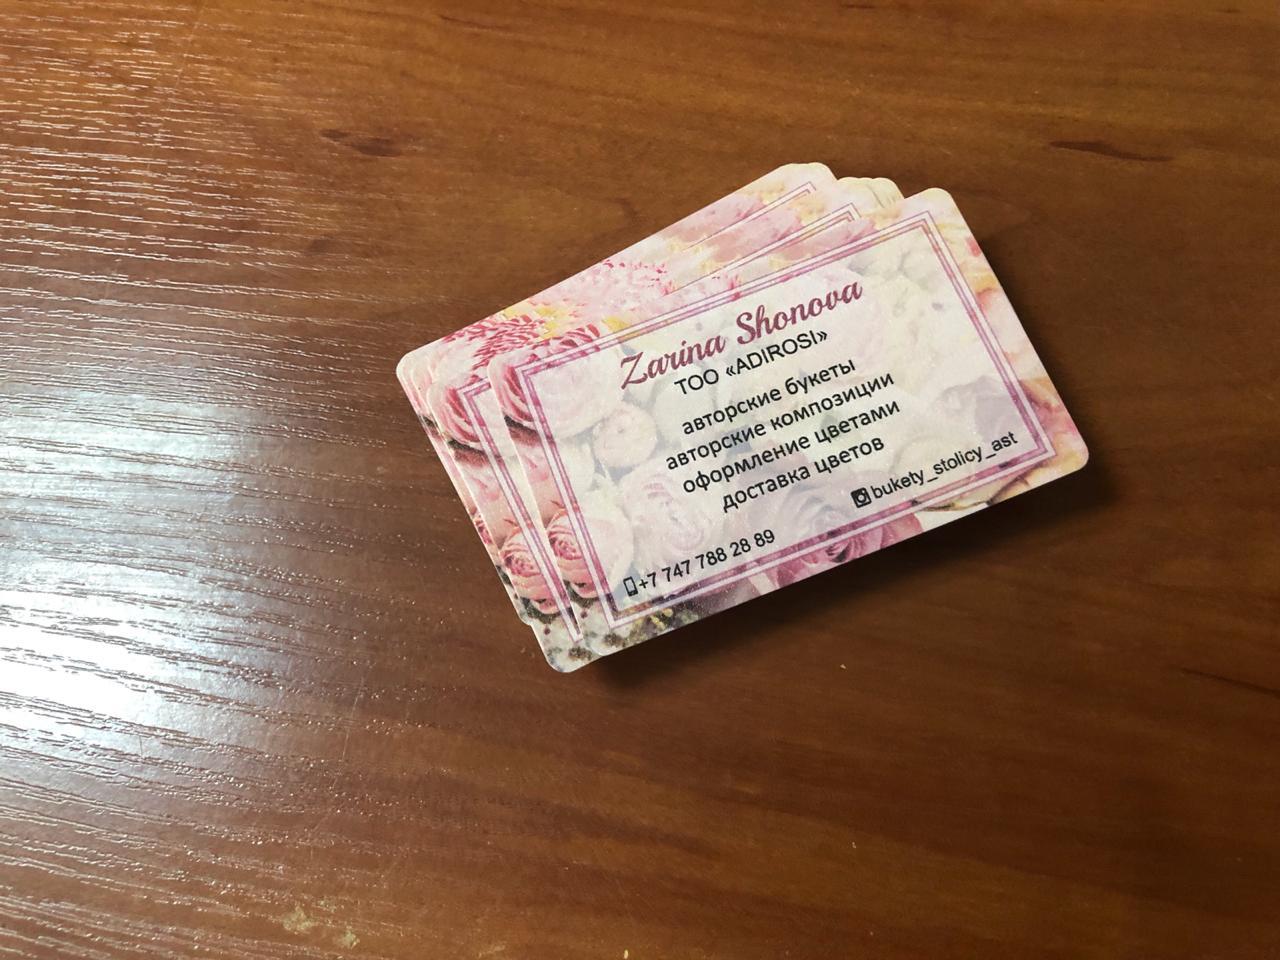 Zarina Shonova
ТОО «ADIROSI»
авторские букеты
авторские композиции
оформление цветами
доставка цветов
bukety_stolicy_ast
+7 747 788 28 89